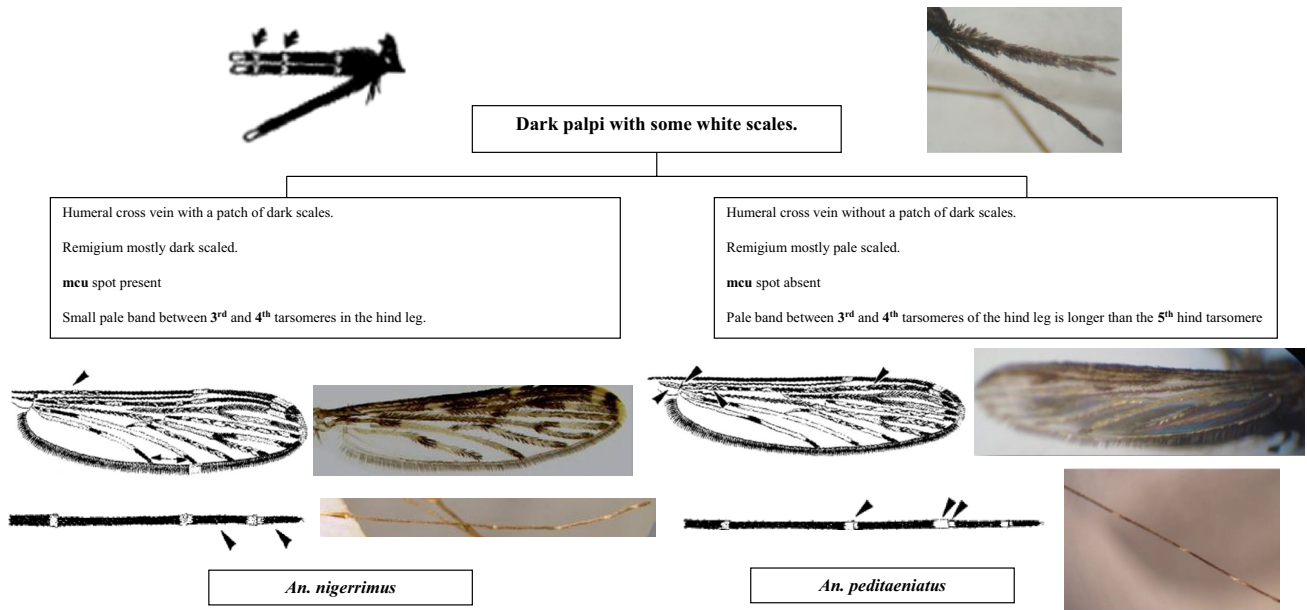 Dark palpi with some white scales.
Humeral cross vein with a patch of dark scales.
Remigium mostly dark scaled.
mcu spot present
Small pale band between 3rd and 4th tarsomeres in the hind leg.
Humeral cross vein without a patch of dark scales.
Remigium mostly pale scaled.
mcu spot absent
Pale band between 3rd and 4th tarsomeres of the hind leg is longer than the 5th hind tarsomere
An. nigerrimus
An. peditaeniatus